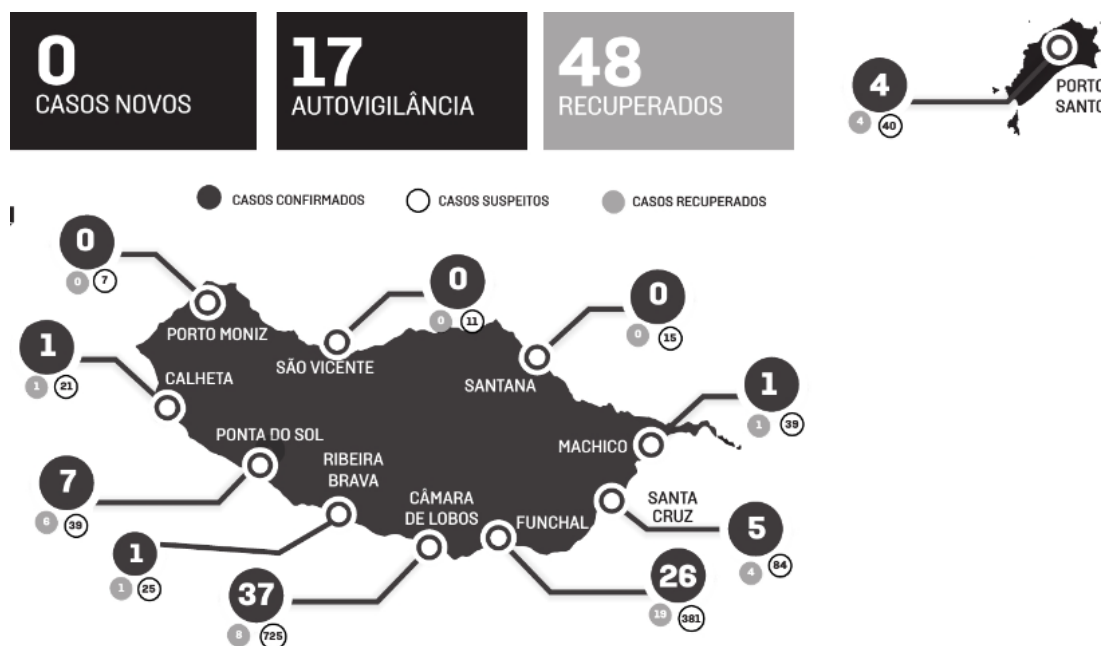 0
CASOS NOVOS
17
AUTOVIGILÂNCIA
48
RECUPERADOS
4
4
40
PORTO
SANTO
CASOS CONFIRMADOS
CASOS SUSPEITOS
CASOS RECUPERADOS
0
0
7
PORTO MONIZ
0
0
11
SÃO VICENTE
0
0
15
SANTANA
1
1
21
CALHETA
1
1
39
MACHICO
7
6
39
PONTA DO SOL
1
1
25
RIBEIRA
BRAVA
37
8
725
CÂMARA
DE LOBOS
26
19
381
FUNCHAL
5
4
84
SANTA
CRUZ